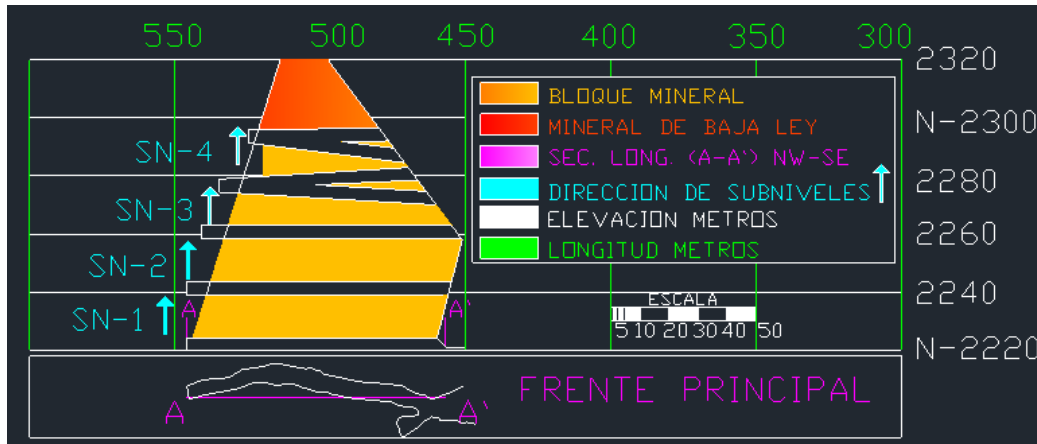 550 500 450 400 350 300
2320
BLOQUE MINERAL
MINERAL DE BAJA LEY
N-2300
SN-4
SEC. LONG. (A-A') NW-SE
2280
DIRECCION DE SUBNIVELES
SN-3
ELEVACION METROS
2260
LONGITUD METROS
SN-2
2240
ESCALA
A A'
SN-1
5 10 20 30 40 50
N-2220
FRENTE PRINCIPAL
A A'